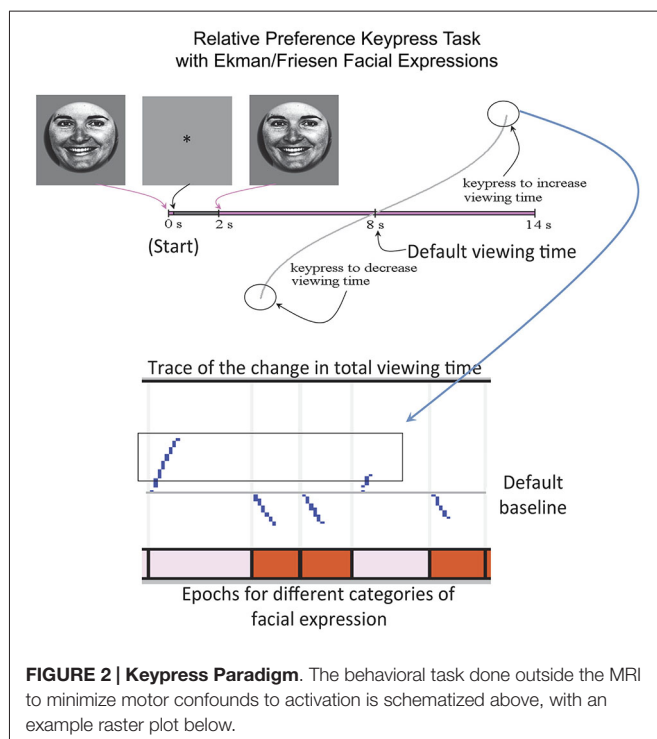 Relative Preference Keypress Task
with Ekman/Friesen Facial Expressions
*
keypress to increase
viewing time
0 s
2 s
8 s
14 s
(Start)
Default viewing time
keypress to decrease
viewing time
Trace of the change in total viewing time
Default
baseline
Epochs for different categories of
facial expression
FIGURE 2 | Keypress Paradigm. The behavioral task done outside the MRI
to minimize motor confounds to activation is schematized above, with an
example raster plot below.